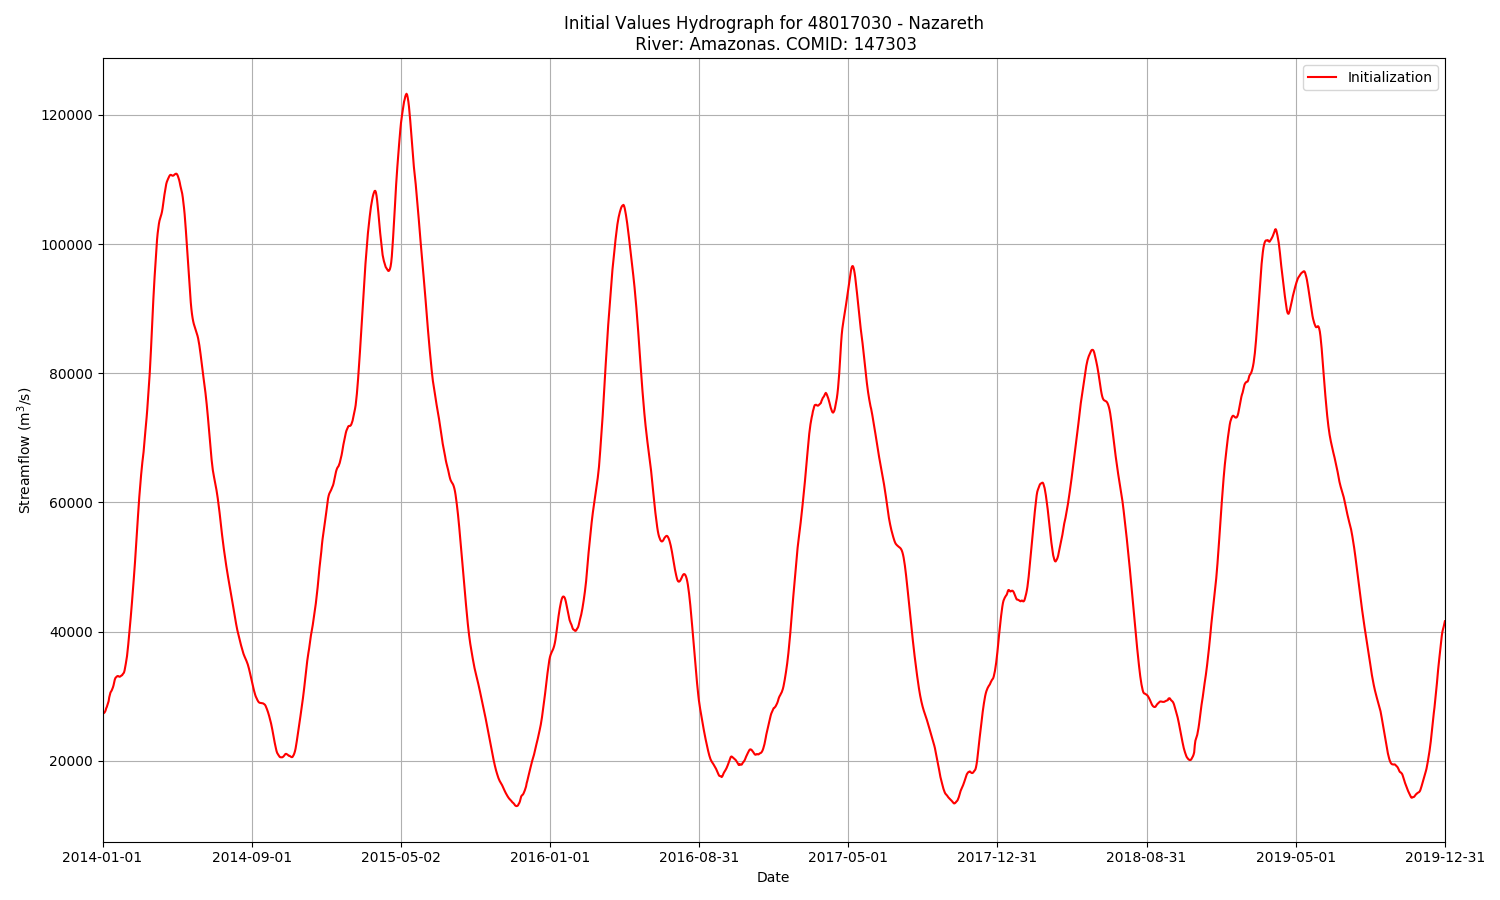 Initial Values Hydrograph for 48017030 - Nazareth
River: Amazonas. COMID: 147303
Initialization
120000
100000
80000
60000
40000
20000
Streamflow (m³/s)
2014-01-01 2014-09-01 2015-05-02 2016-01-01 2016-08-31 2017-05-01 2017-12-31 2018-08-31 2019-05-01 2019-12-31
Date